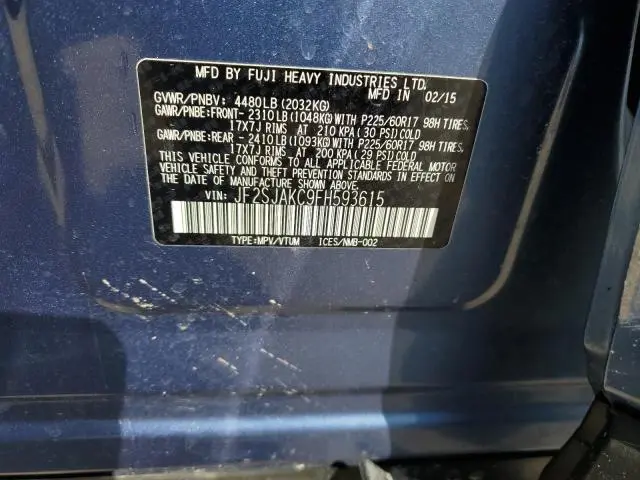 MFD BY FUJI HEAVY INDUSTRIES LTD.
MFD IN 02/15
GVWR/PNBV: 4480LB(2032KG)
GAWR/PNBE:FRONT- 2310LB(1048KG)WITH P225/60R17 98H TIRES,
17X7J RIMS AT 210 KPA(30 PSI)COLD
GAWR/PNBE:REAR - 2410LB(1093KG)WITH P225/60R17 98H TIRES,
17X7J RIMS AT 200 KPA(29 PSI)COLD
THIS VEHICLE CONFORMS TO ALL APPLICABLE FEDERAL MOTOR
VEHICLE SAFETY AND THEFT PREVENTION STANDARDS IN EFFECT ON
THE DATE OF MANUFACTURE SHOWN ABOVE.
VIN: JF2SJAKC9FH593615
TYPE:MPV/VTUM ICES/NMB-002